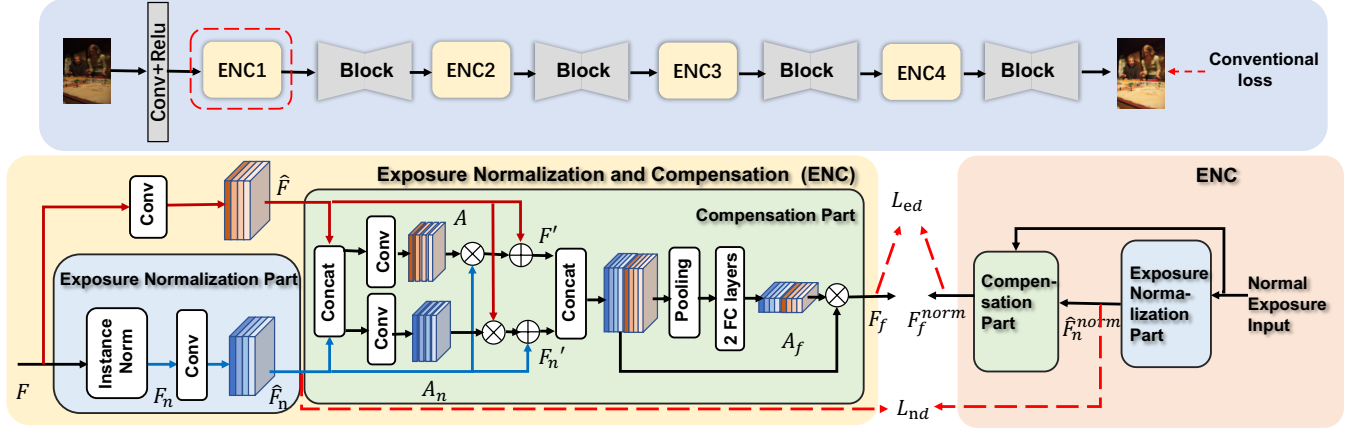 Conv+Relu
ENC1
Block
ENC2
Block
ENC3
Block
ENC4
Block
Conventional
loss
Exposure Normalization and Compensation (ENC)
Conv
F̂
Compensation Part
A
F′
Conv
Concat
Conv
Concat
Pooling
2 FC layers
A_f
F_n′
A_n
Exposure Normalization Part
F
Instance
Norm
F_n
Conv
F̂_n
F_f
L_ed
F_f^norm
L_nd
ENC
Compen-
sation
Part
F̂_n^norm
Exposure
Norma-
lization
Part
Normal
Exposure
Input